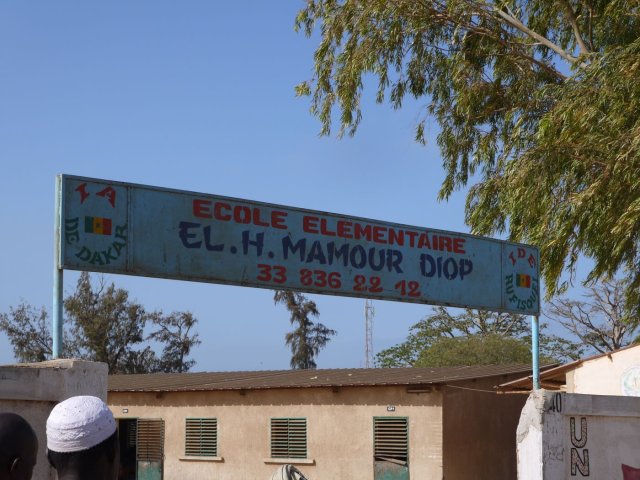 IA
DE DAKAR
ECOLE ELEMENTAIRE
EL.H. MAMOUR DIOP
33 836 22 12
IDE
RUFISQUE
UN